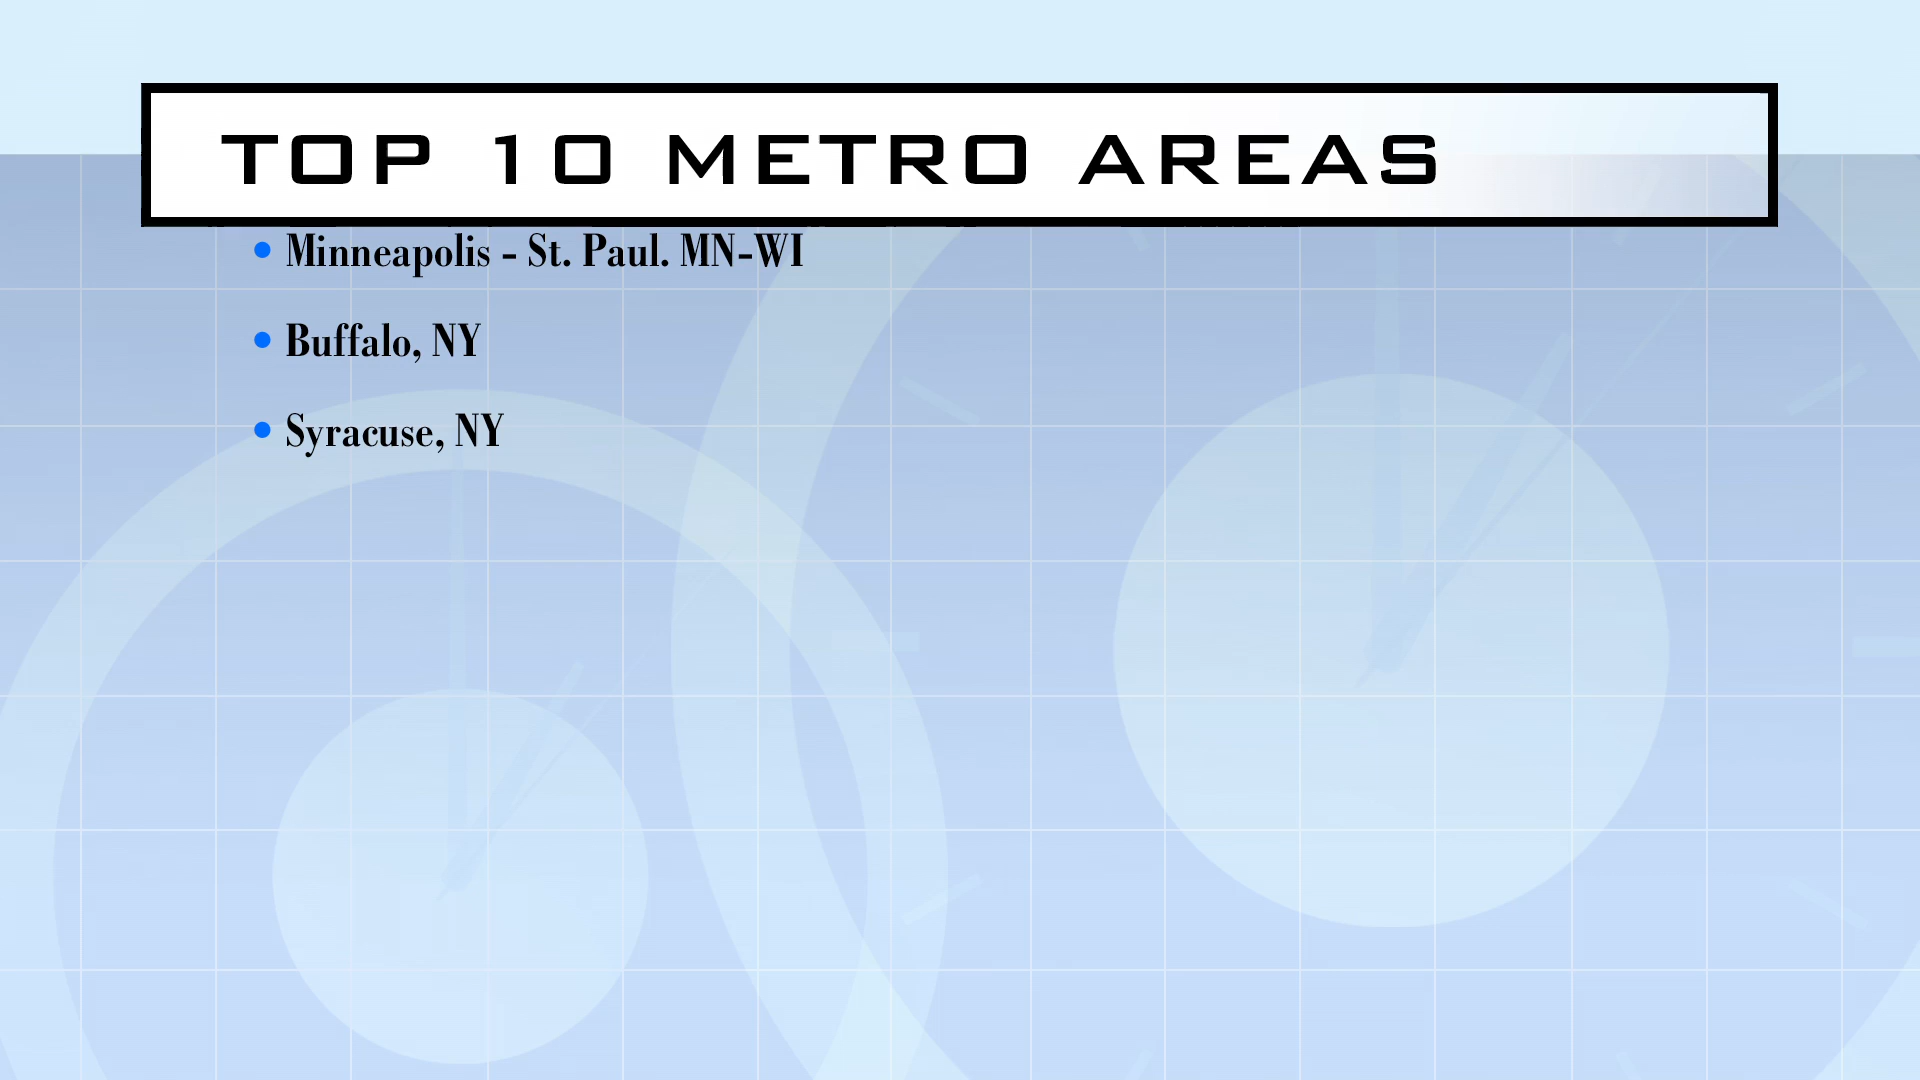 TOP 10 METRO AREAS
Minneapolis - St. Paul. MN-WI
Buffalo, NY
Syracuse, NY